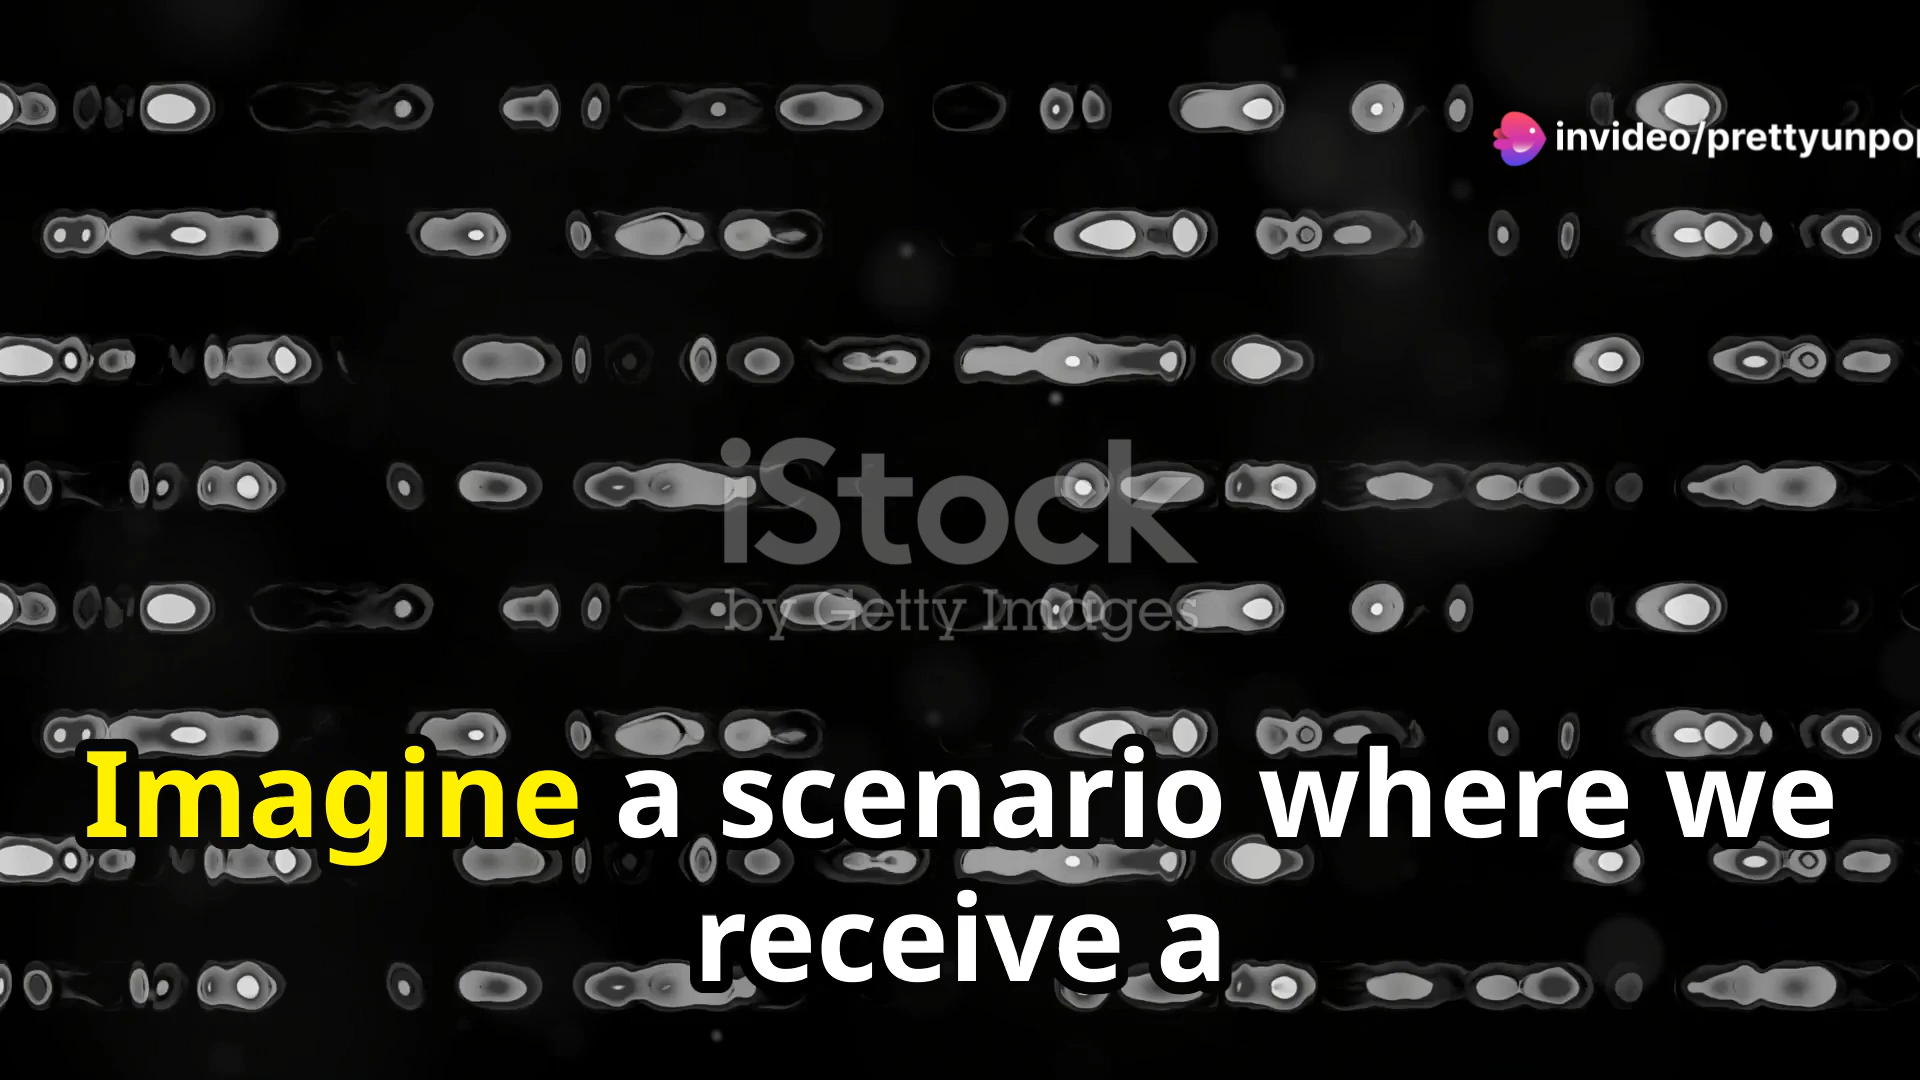 invideo/prettyunpop
iStock
by Getty Images
Imagine a scenario where we
receive a